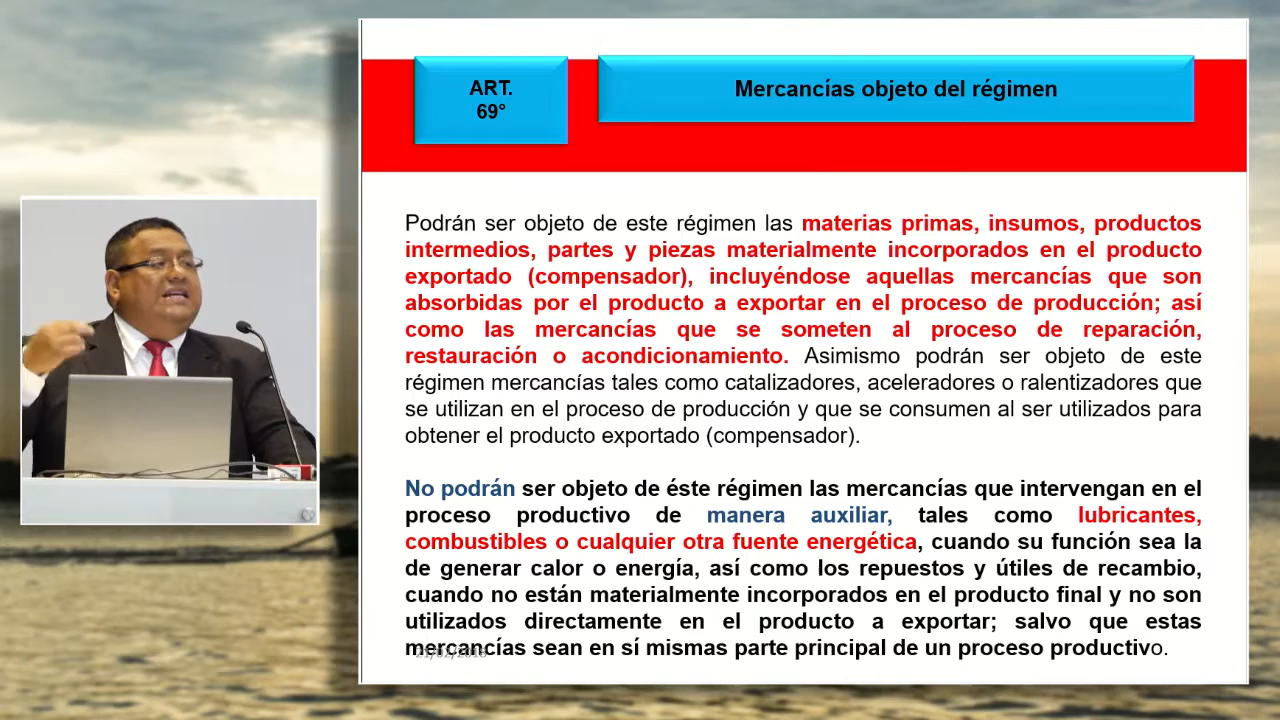 ART.
69°
Mercancías objeto del régimen
Podrán ser objeto de este régimen las materias primas, insumos, productos
intermedios, partes y piezas materialmente incorporados en el producto
exportado (compensador), incluyéndose aquellas mercancías que son
absorbidas por el producto a exportar en el proceso de producción; así
como las mercancías que se someten al proceso de reparación,
restauración o acondicionamiento. Asimismo podrán ser objeto de este
régimen mercancías tales como catalizadores, aceleradores o ralentizadores que
se utilizan en el proceso de producción y que se consumen al ser utilizados para
obtener el producto exportado (compensador).
No podrán ser objeto de éste régimen las mercancías que intervengan en el
proceso productivo de manera auxiliar, tales como lubricantes,
combustibles o cualquier otra fuente energética, cuando su función sea la
de generar calor o energía, así como los repuestos y útiles de recambio,
cuando no están materialmente incorporados en el producto final y no son
utilizados directamente en el producto a exportar; salvo que estas
mercancías sean en sí mismas parte principal de un proceso productivo.